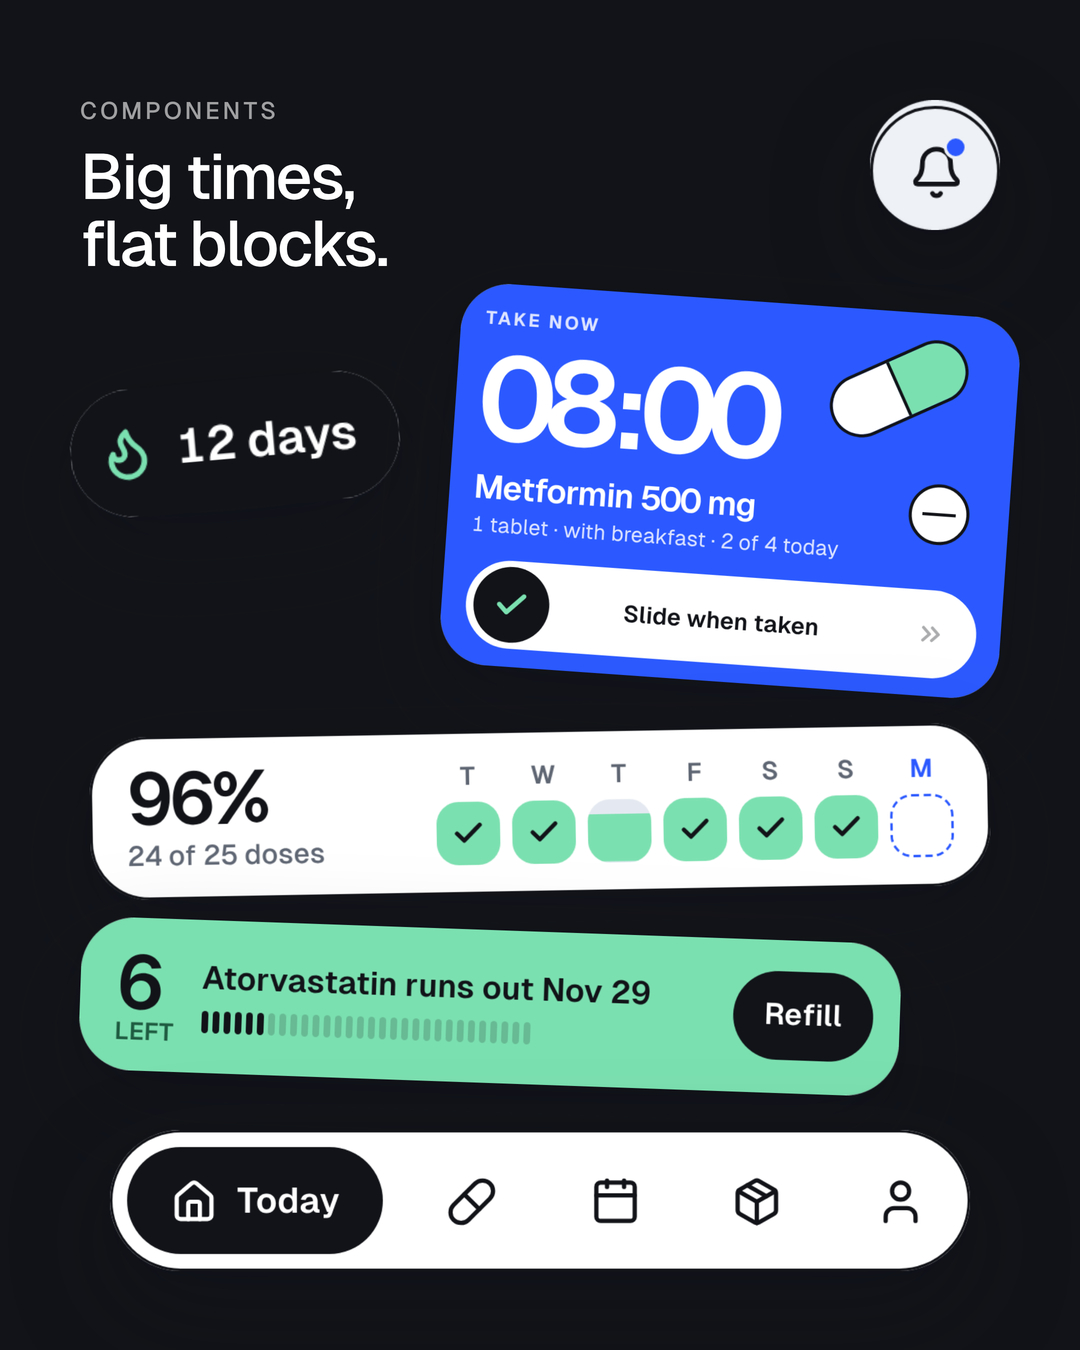 COMPONENTS
Big times,
flat blocks.
TAKE NOW
08:00
Metformin 500 mg
1 tablet · with breakfast · 2 of 4 today
Slide when taken
12 days
96%
24 of 25 doses
T W T F S S M
6
LEFT
Atorvastatin runs out Nov 29
Refill
Today